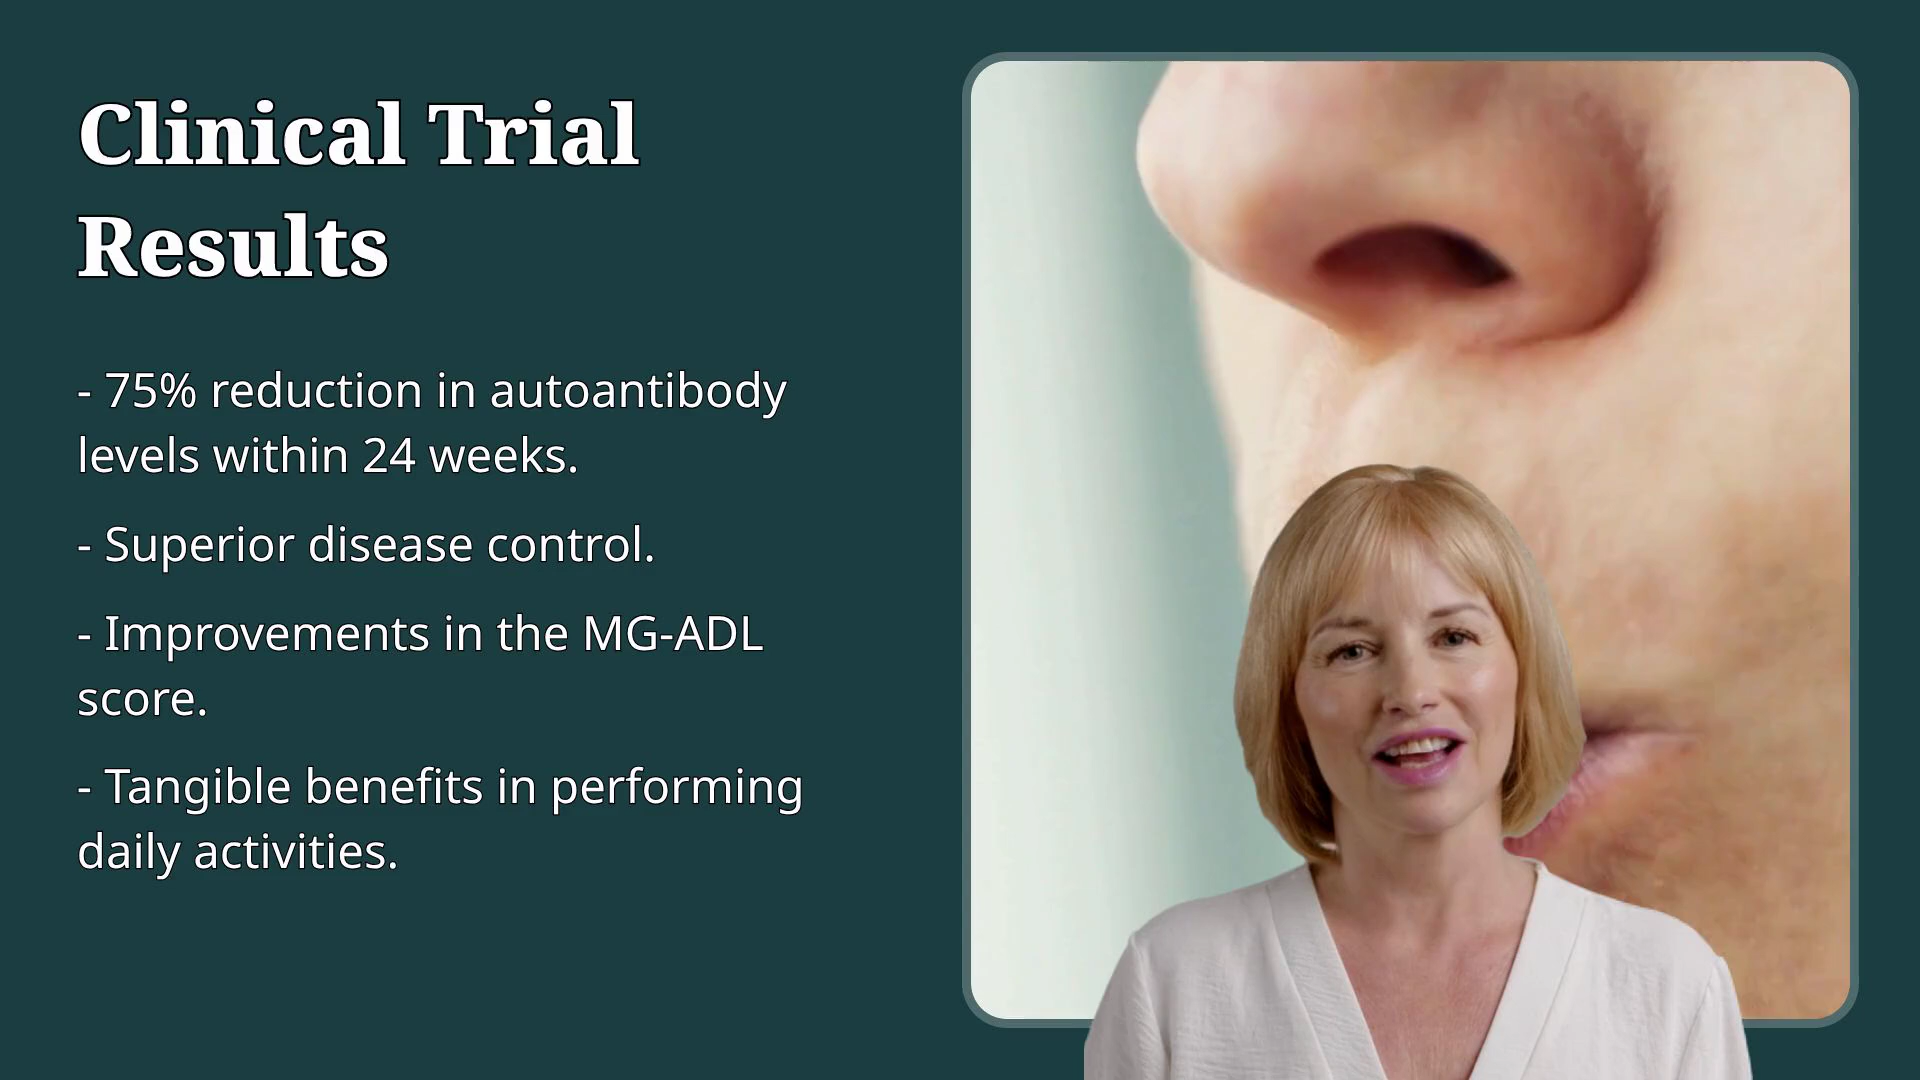 Clinical Trial
Results
- 75% reduction in autoantibody
levels within 24 weeks.
- Superior disease control.
- Improvements in the MG-ADL
score.
- Tangible benefits in performing
daily activities.